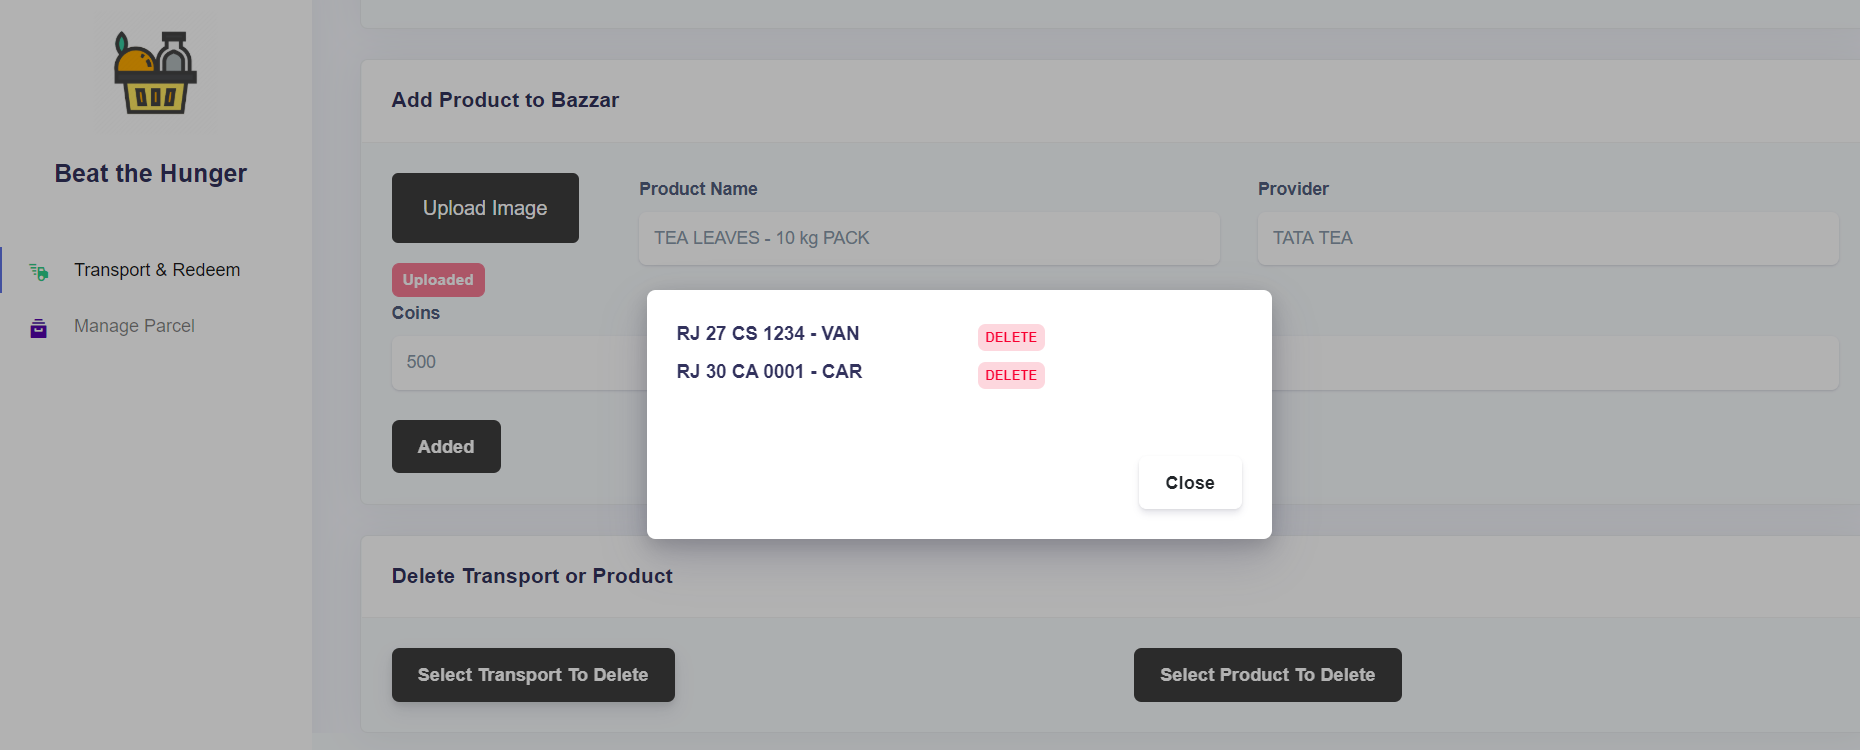 Beat the Hunger
Transport & Redeem
Manage Parcel
Add Product to Bazzar
Upload Image
Uploaded
Product Name
TEA LEAVES - 10 kg PACK
Provider
TATA TEA
Coins
500
Added
RJ 27 CS 1234 - VAN DELETE
RJ 30 CA 0001 - CAR DELETE
Close
Delete Transport or Product
Select Transport To Delete
Select Product To Delete